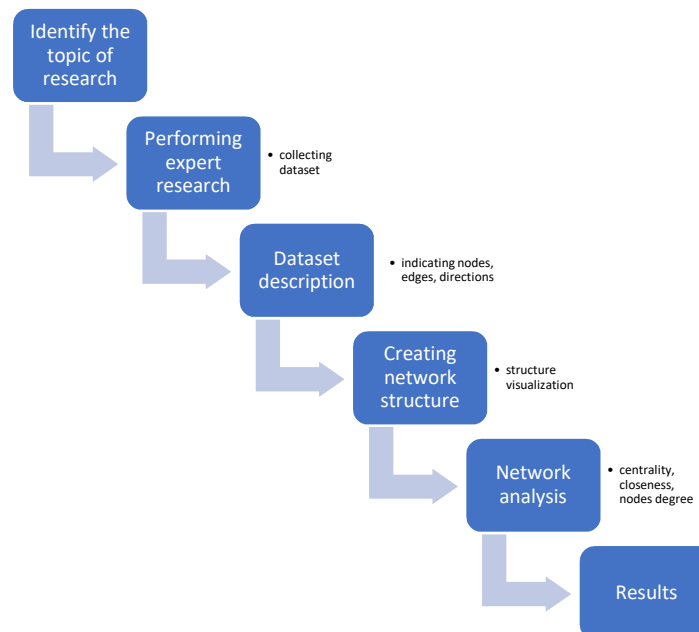 Identify the
topic of
research
Performing
expert
research
• collecting
dataset
Dataset
description
• indicating nodes,
edges, directions
Creating
network
structure
• structure
visualization
Network
analysis
• centrality,
closeness,
nodes degree
Results